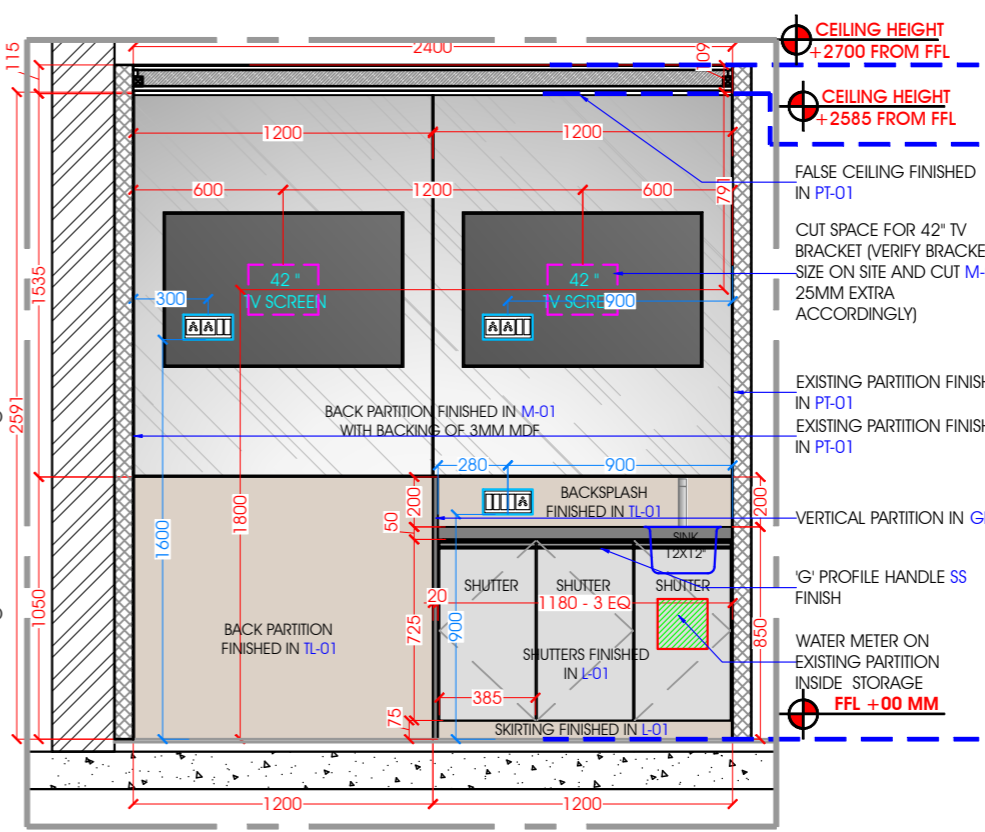 2400
115
109
CEILING HEIGHT
+2700 FROM FFL
CEILING HEIGHT
+2585 FROM FFL
1200
1200
FALSE CEILING FINISHED
IN PT-01
600
1200
600
791
CUT SPACE FOR 42" TV
BRACKET (VERIFY BRACKE
SIZE ON SITE AND CUT M-
25MM EXTRA
ACCORDINGLY)
1535
42 "
TV SCREEN
42 "
TV SCREEN
300
900
EXISTING PARTITION FINISH
IN PT-01
EXISTING PARTITION FINISH
IN PT-01
2591
BACK PARTITION FINISHED IN M-01
WITH BACKING OF 3MM MDF
280
900
BACKSPLASH
FINISHED IN TL-01
200
200
50
VERTICAL PARTITION IN G
1600
1800
SINK
12X12"
'G' PROFILE HANDLE SS
FINISH
SHUTTER
SHUTTER
SHUTTER
20
1180 - 3 EQ
1050
725
900
850
BACK PARTITION
FINISHED IN TL-01
SHUTTERS FINISHED
IN L-01
WATER METER ON
EXISTING PARTITION
INSIDE STORAGE
385
75
SKIRTING FINISHED IN L-01
FFL +00 MM
1200
1200